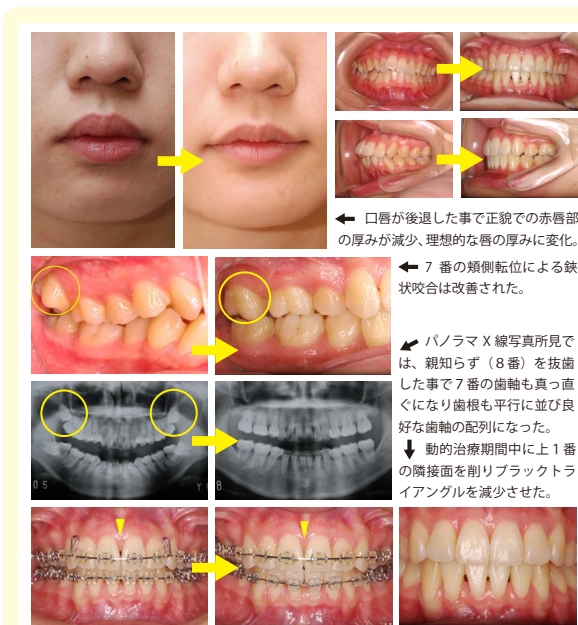 口唇が後退した事で正貌での赤唇部
の厚みが減少、理想的な唇の厚みに変化。
7 番の頬側転位による鋏
状咬合は改善された。
パノラマ X 線写真所見で
は、親知らず（８番）を抜歯
した事で７番の歯軸も真っ直
ぐになり歯根も平行に並び良
好な歯軸の配列になった。
動的治療期間中に上１番
の隣接面を削りブラックトラ
イアングルを減少させた。